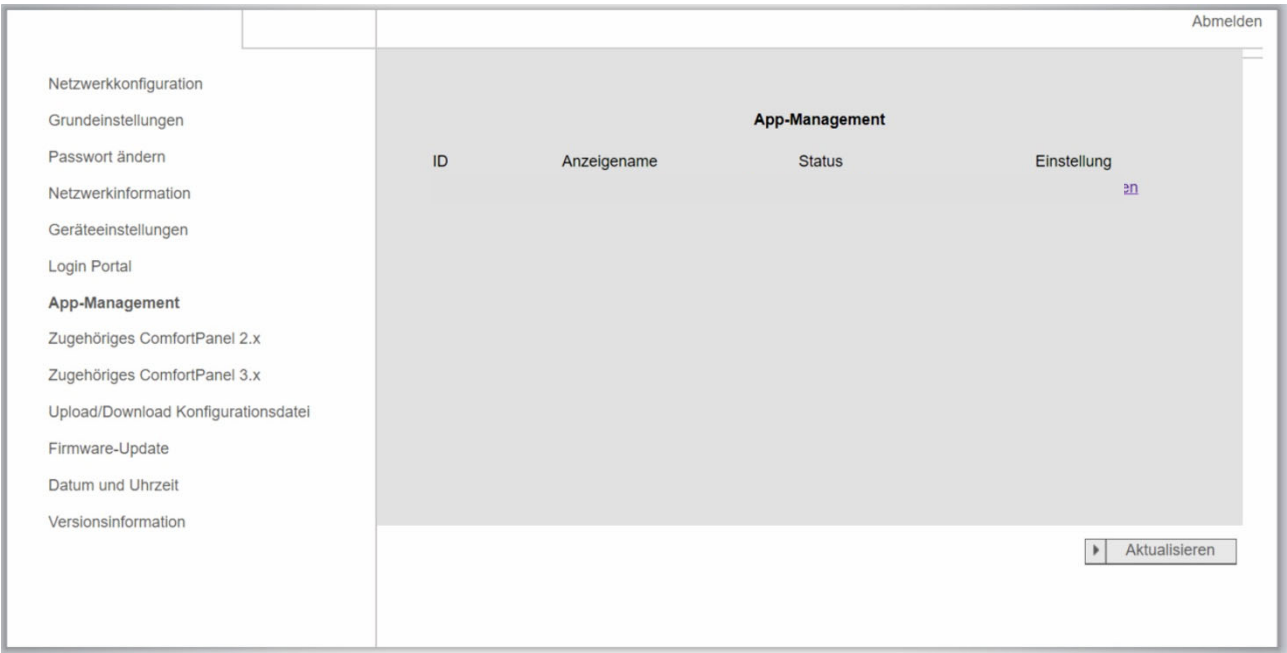 Abmelden
Netzwerkkonfiguration
Grundeinstellungen
Passwort ändern
Netzwerkinformation
Geräteeinstellungen
Login Portal
App-Management
Zugehöriges ComfortPanel 2.x
Zugehöriges ComfortPanel 3.x
Upload/Download Konfigurationsdatei
Firmware-Update
Datum und Uhrzeit
Versionsinformation
App-Management
ID Anzeigename Status Einstellung
en
Aktualisieren